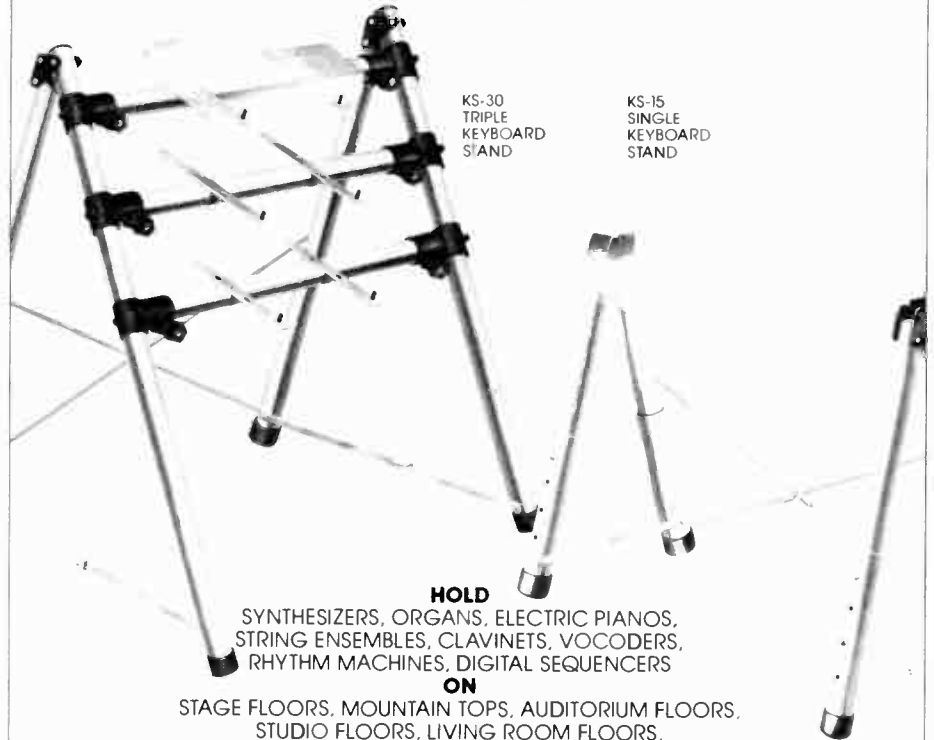 KS-30
TRIPLE
KEYBOARD
STAND
KS-15
SINGLE
KEYBOARD
STAND
HOLD
SYNTHESIZERS, ORGANS, ELECTRIC PIANOS,
STRING ENSEMBLES, CLAVINETS, VOCODERS,
RHYTHM MACHINES, DIGITAL SEQUENCERS
ON
STAGE FLOORS, MOUNTAIN TOPS, AUDITORIUM FLOORS,
STUDIO FLOORS, LIVING ROOM FLOORS,